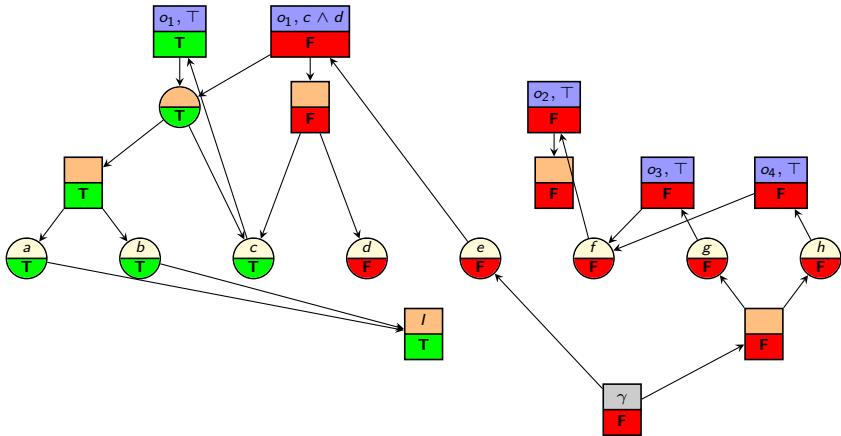 o₁, ⊤
T
o₁, c ∧ d
F
T
F
o₂, ⊤
F
T
F
o₃, ⊤
F
o₄, ⊤
F
a
T
b
T
c
T
d
F
e
F
f
F
g
F
h
F
I
T
F
γ
F